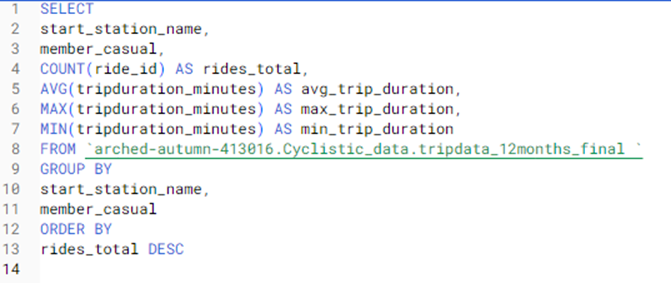 1 SELECT
2 start_station_name,
3 member_casual,
4 COUNT(ride_id) AS rides_total,
5 AVG(tripduration_minutes) AS avg_trip_duration,
6 MAX(tripduration_minutes) AS max_trip_duration,
7 MIN(tripduration_minutes) AS min_trip_duration
8 FROM `arched-autumn-413016.Cyclistic_data.tripdata_12months_final `
9 GROUP BY
10 start_station_name,
11 member_casual
12 ORDER BY
13 rides_total DESC
14